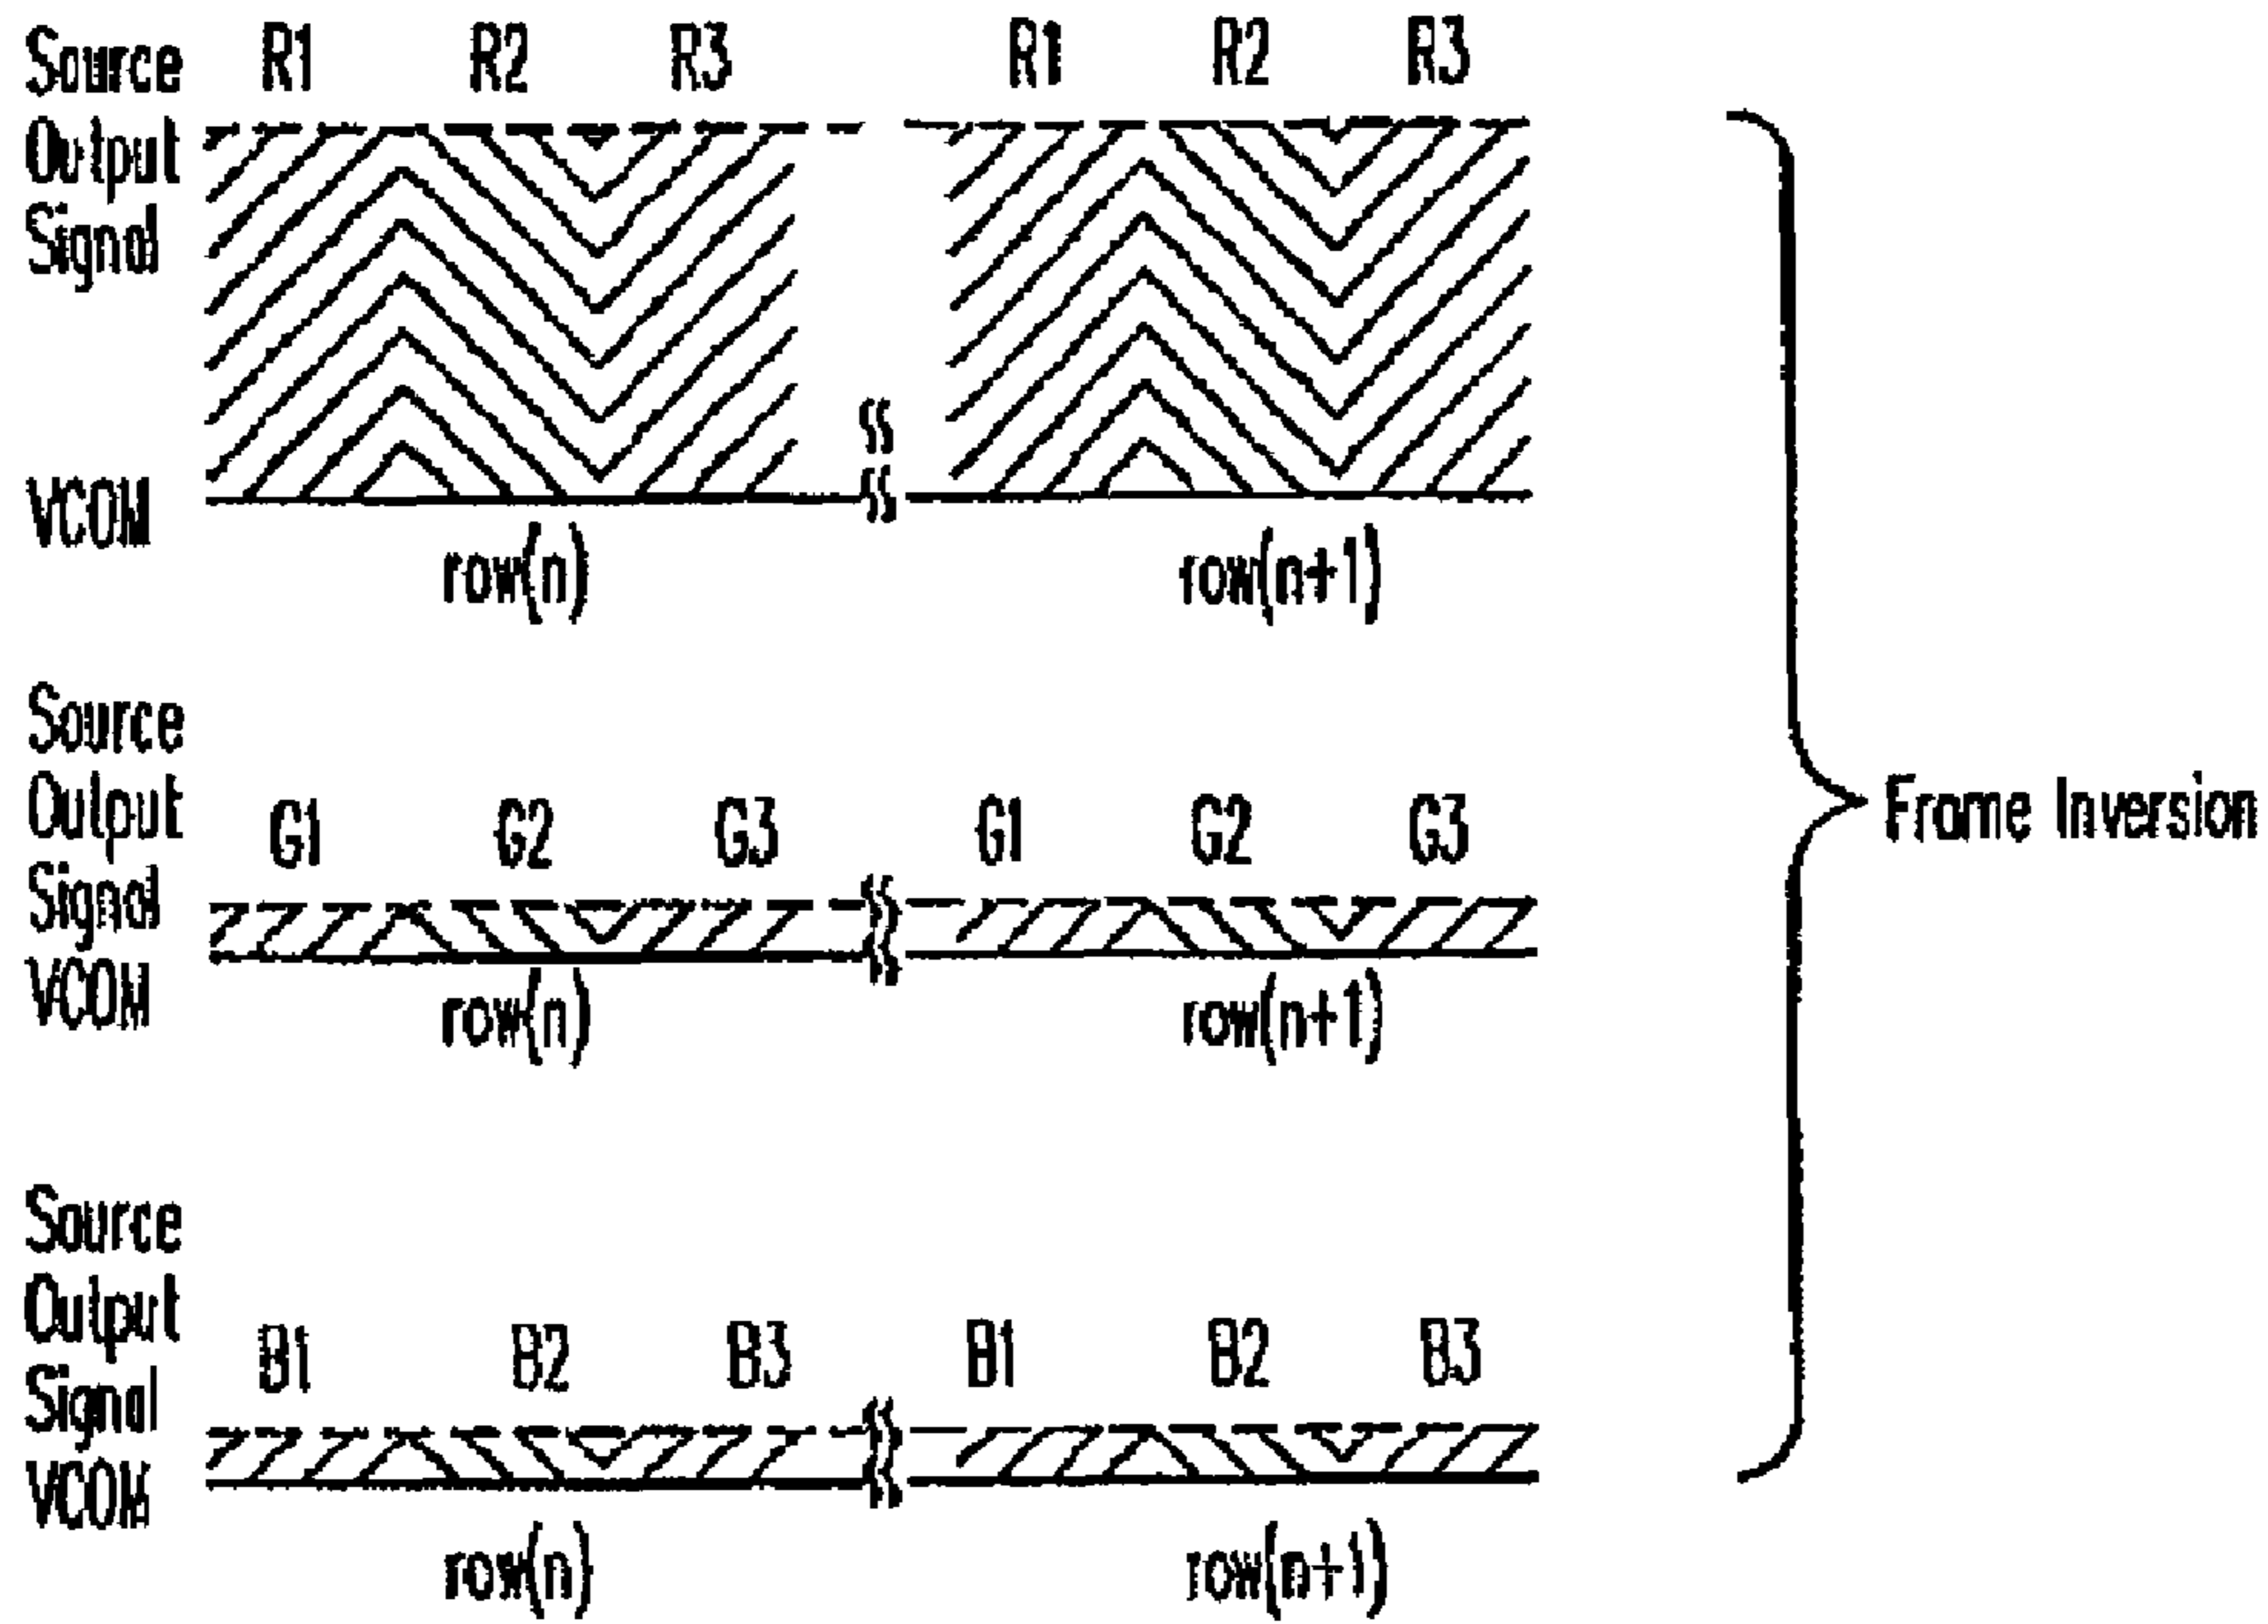 Source R1 R2 R3 R1 R2 R3
Output
Signal
VCOM
row(n) row(n+1)
Source
Output G1 G2 G3 G1 G2 G3 Frame Inversion
Signal
VCOM
row(n) row(n+1)
Source
Output
Signal B1 B2 B3 B1 B2 B3
VCOM
row(n) row(n+1)